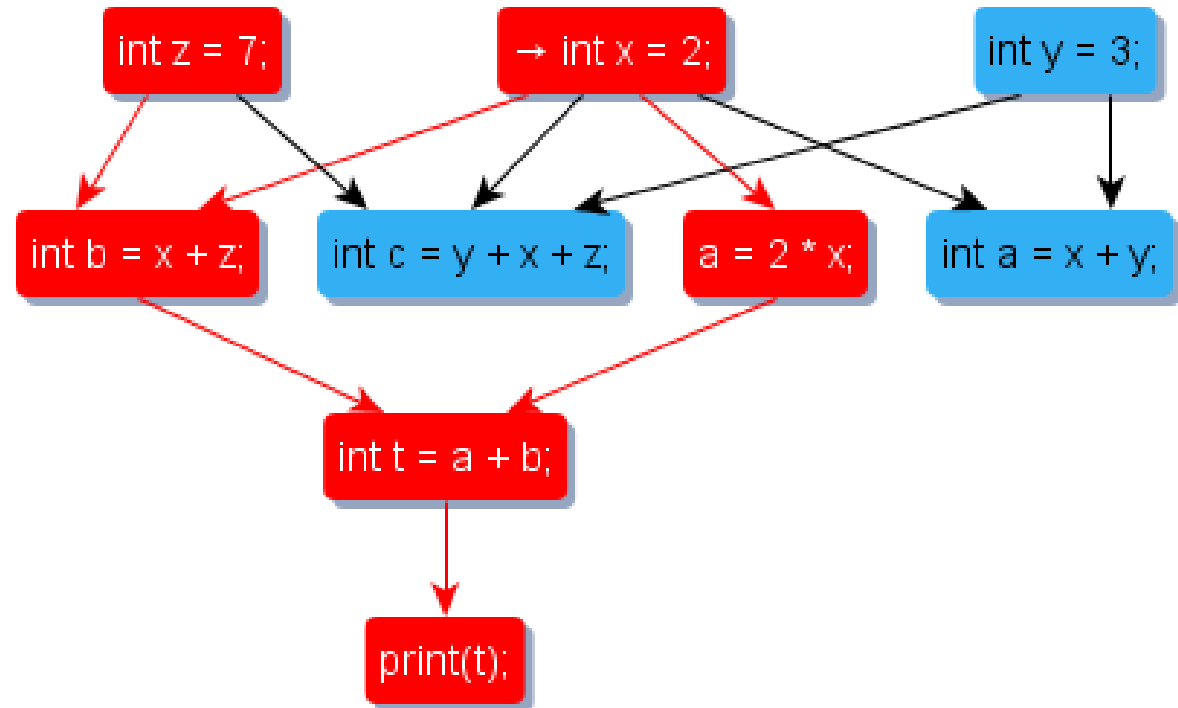 int z = 7;
→ int x = 2;
int y = 3;
int b = x + z;
int c = y + x + z;
a = 2 * x;
int a = x + y;
int t = a + b;
print(t);